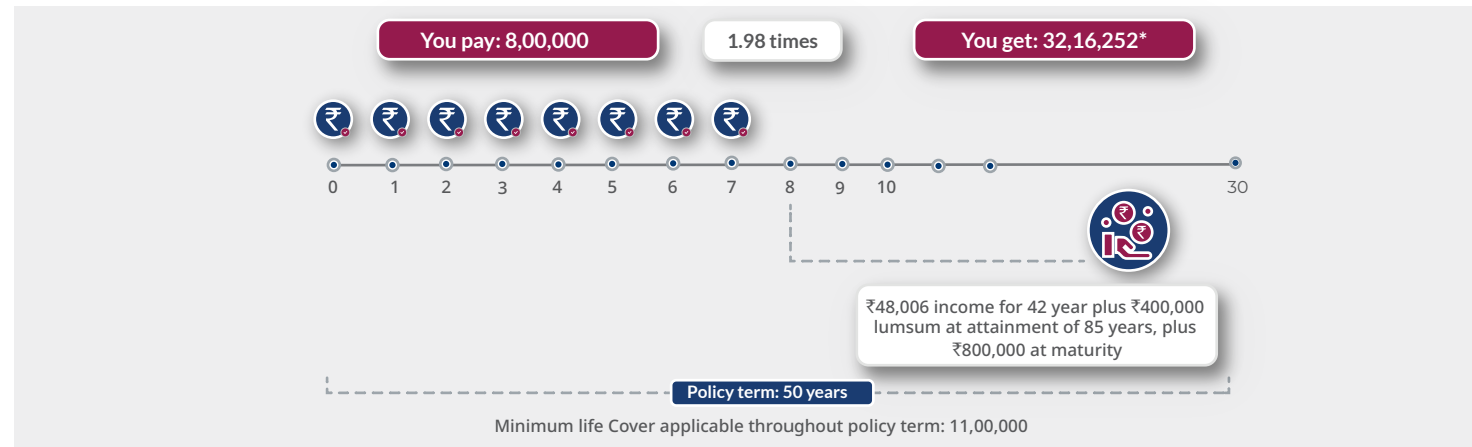 You pay: 8,00,000
1.98 times
You get: 32,16,252*
₹ ₹ ₹ ₹ ₹ ₹ ₹ ₹
0 1 2 3 4 5 6 7 8 9 10 30
₹ ₹
₹48,006 income for 42 year plus ₹400,000
lumsum at attainment of 85 years, plus
₹800,000 at maturity
Policy term: 50 years
Minimum life Cover applicable throughout policy term: 11,00,000